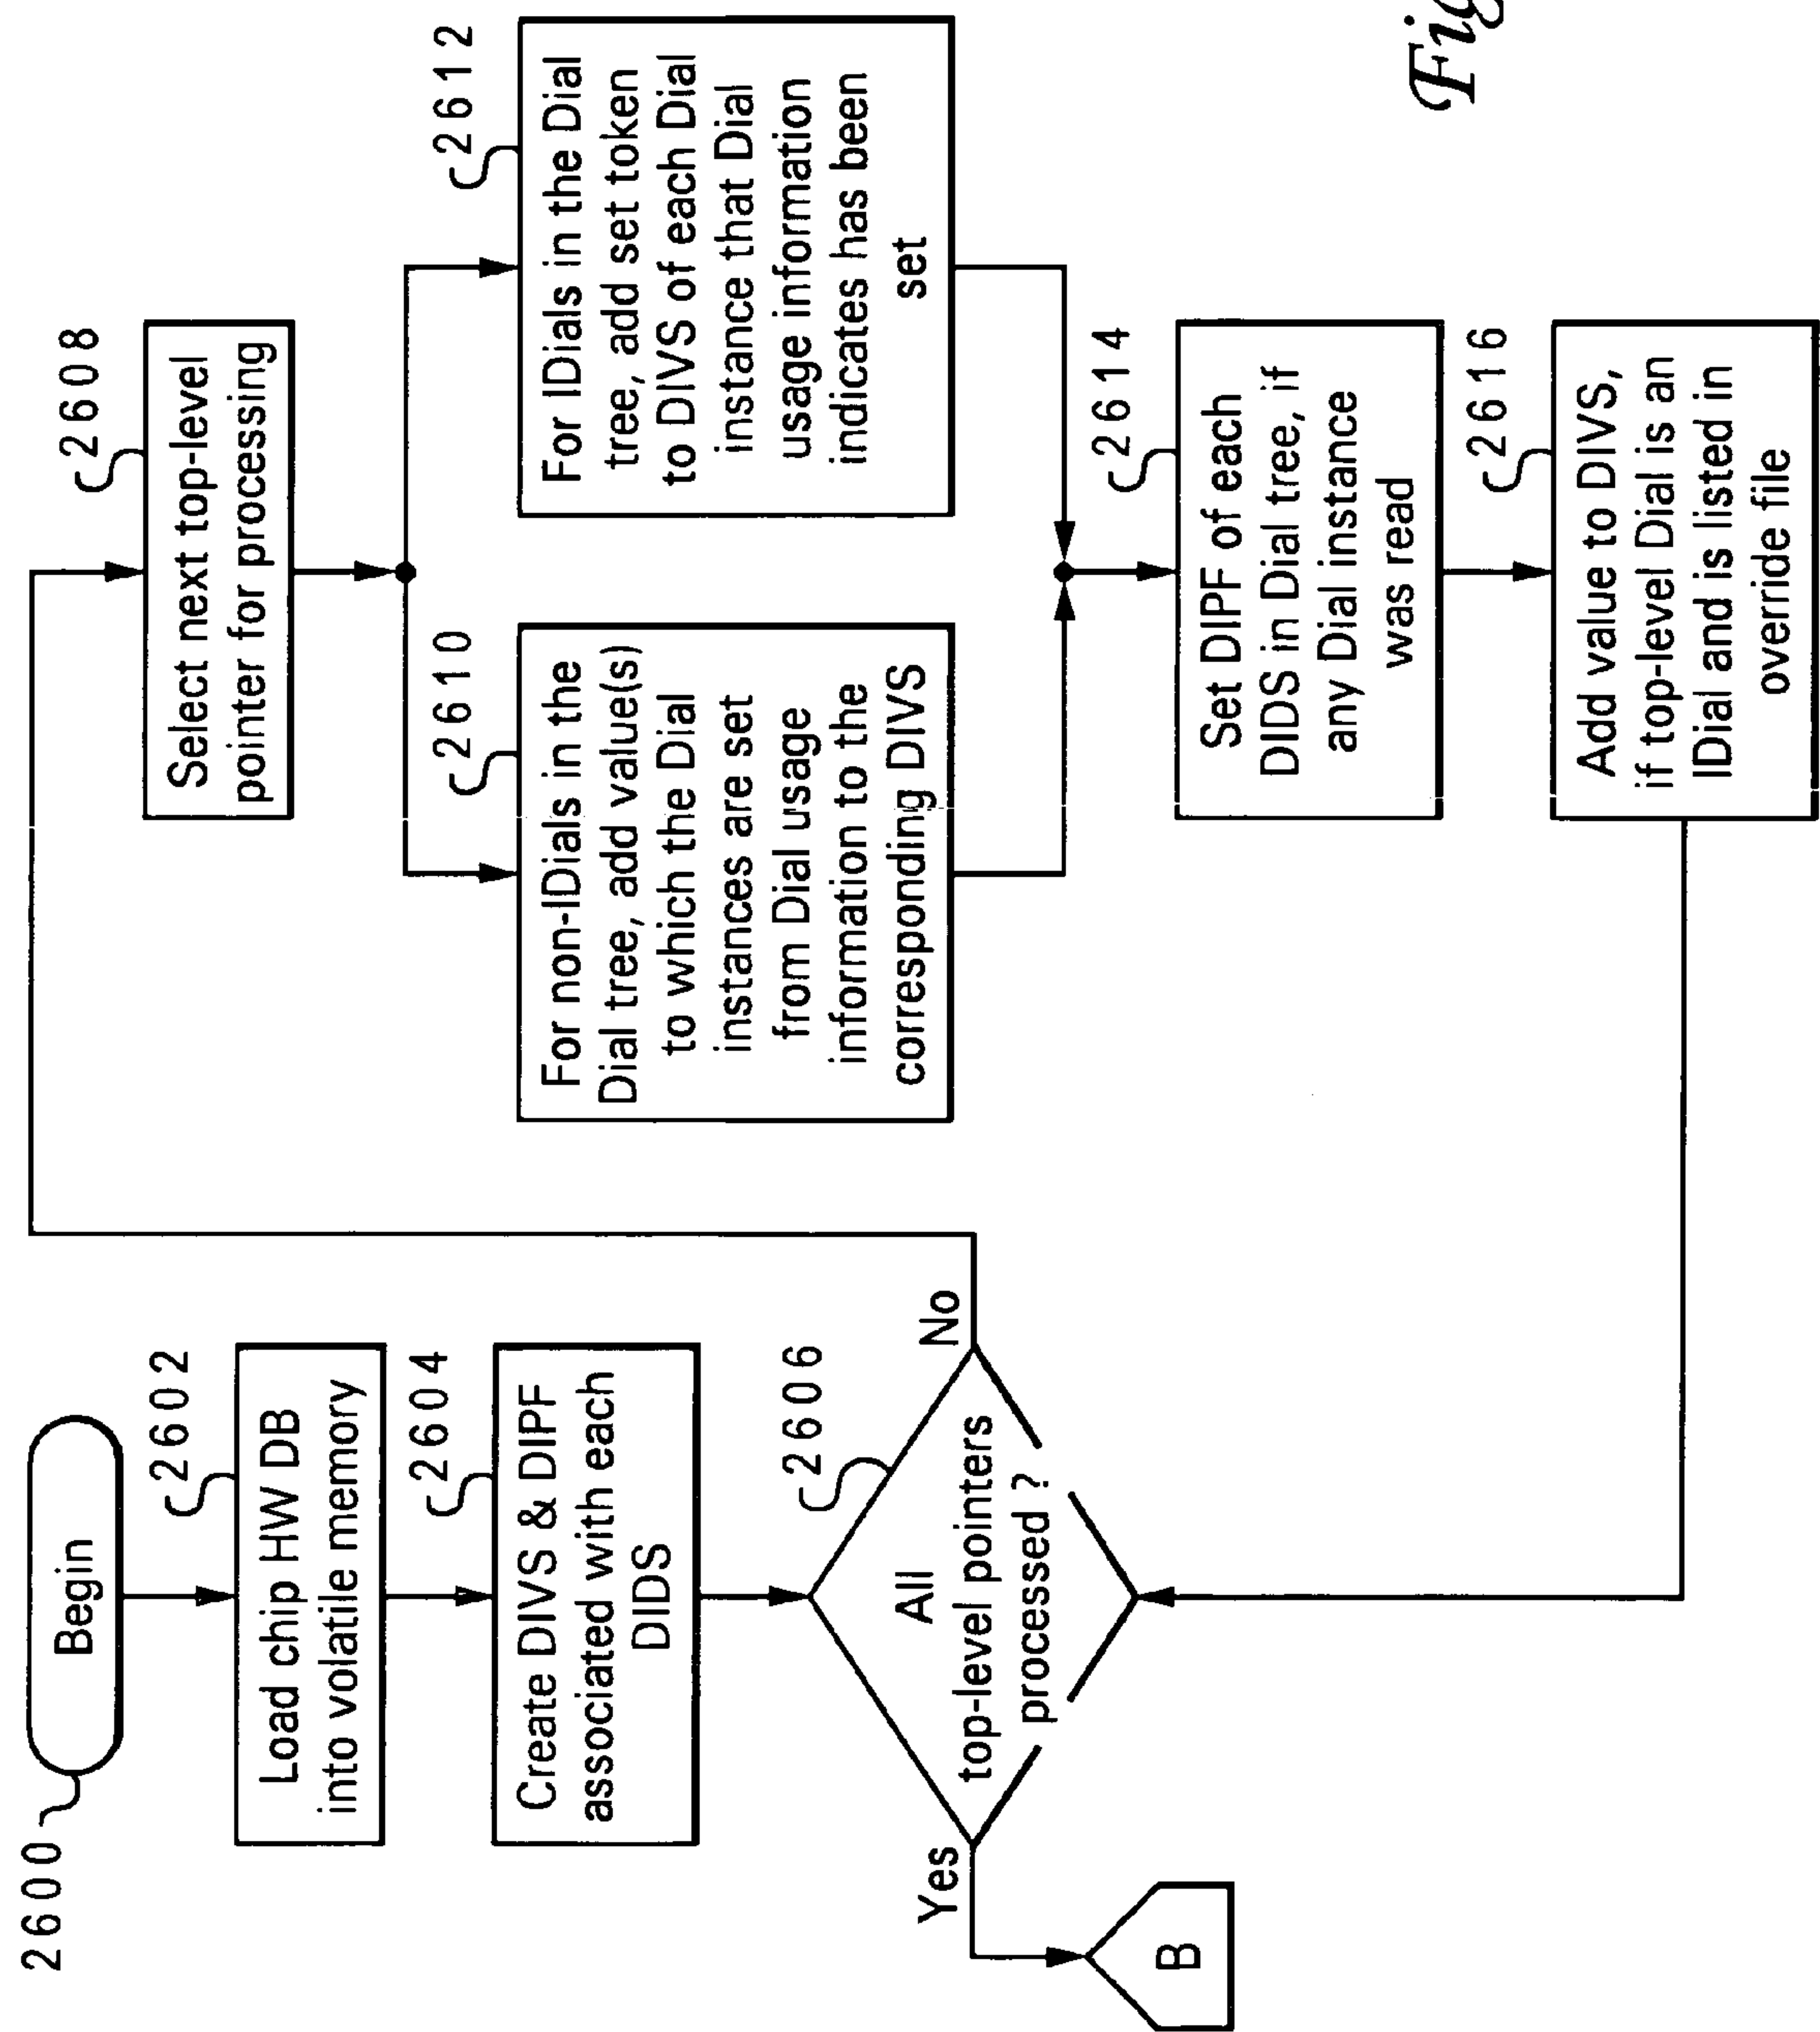 2600
Begin
2602
Load chip HW DB
into volatile memory
2604
Create DIVS & DIPF
associated with each
DIDS
2606
All
top-level pointers
processed ?
Yes
No
B
2608
Select next top-level
pointer for processing
2610
For non-IDials in the
Dial tree, add value(s)
to which the Dial
instances are set
from Dial usage
information to the
corresponding DIVS
2612
For IDials in the Dial
tree, add set token
to DIVS of each Dial
instance that Dial
usage information
indicates has been
set
2614
Set DIPF of each
DIDS in Dial tree, if
any Dial instance
was read
2616
Add value to DIVS,
if top-level Dial is an
IDial and is listed in
override file
Fig